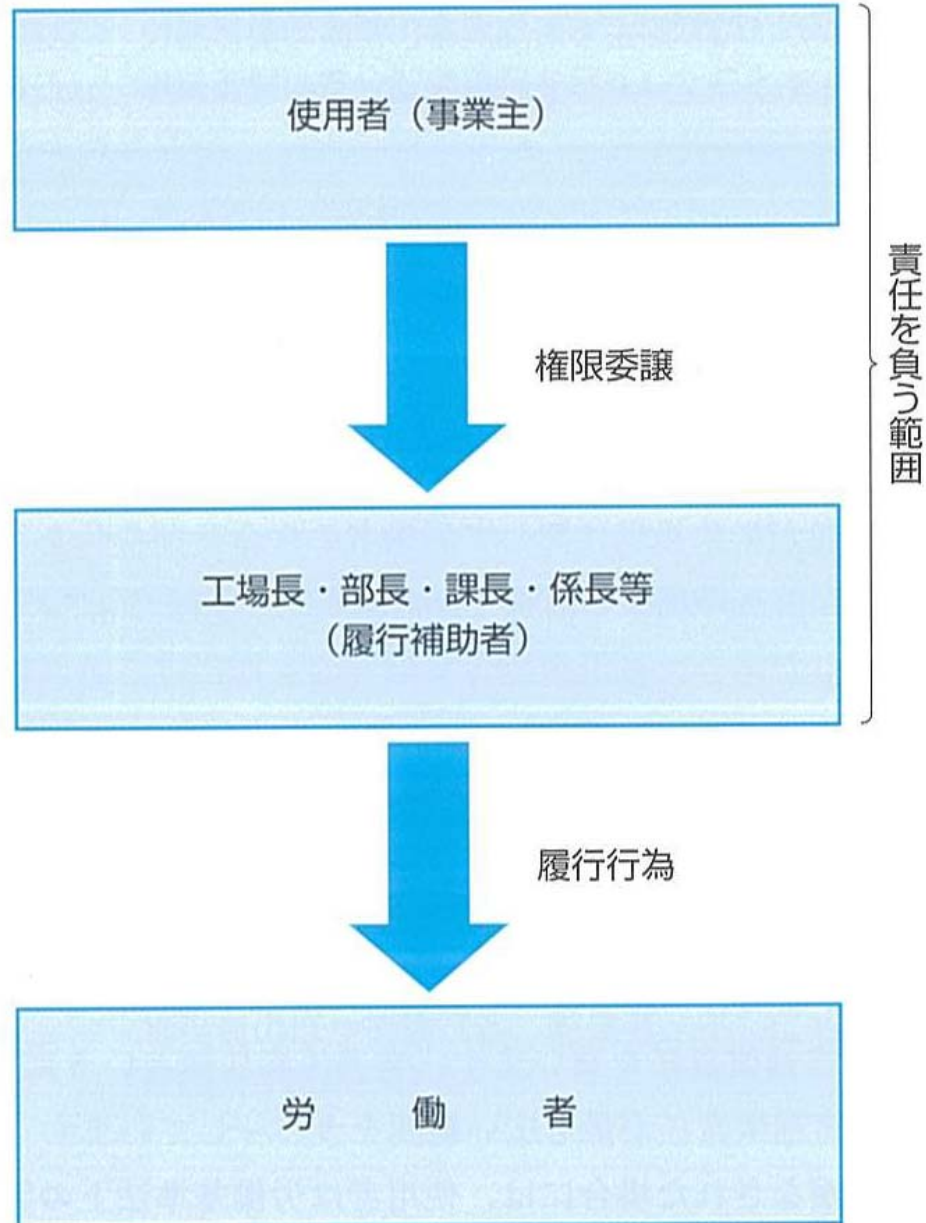 使用者（事業主）
権限委譲
責任を負う範囲
工場長・部長・課長・係長等
（履行補助者）
履行行為
労働者